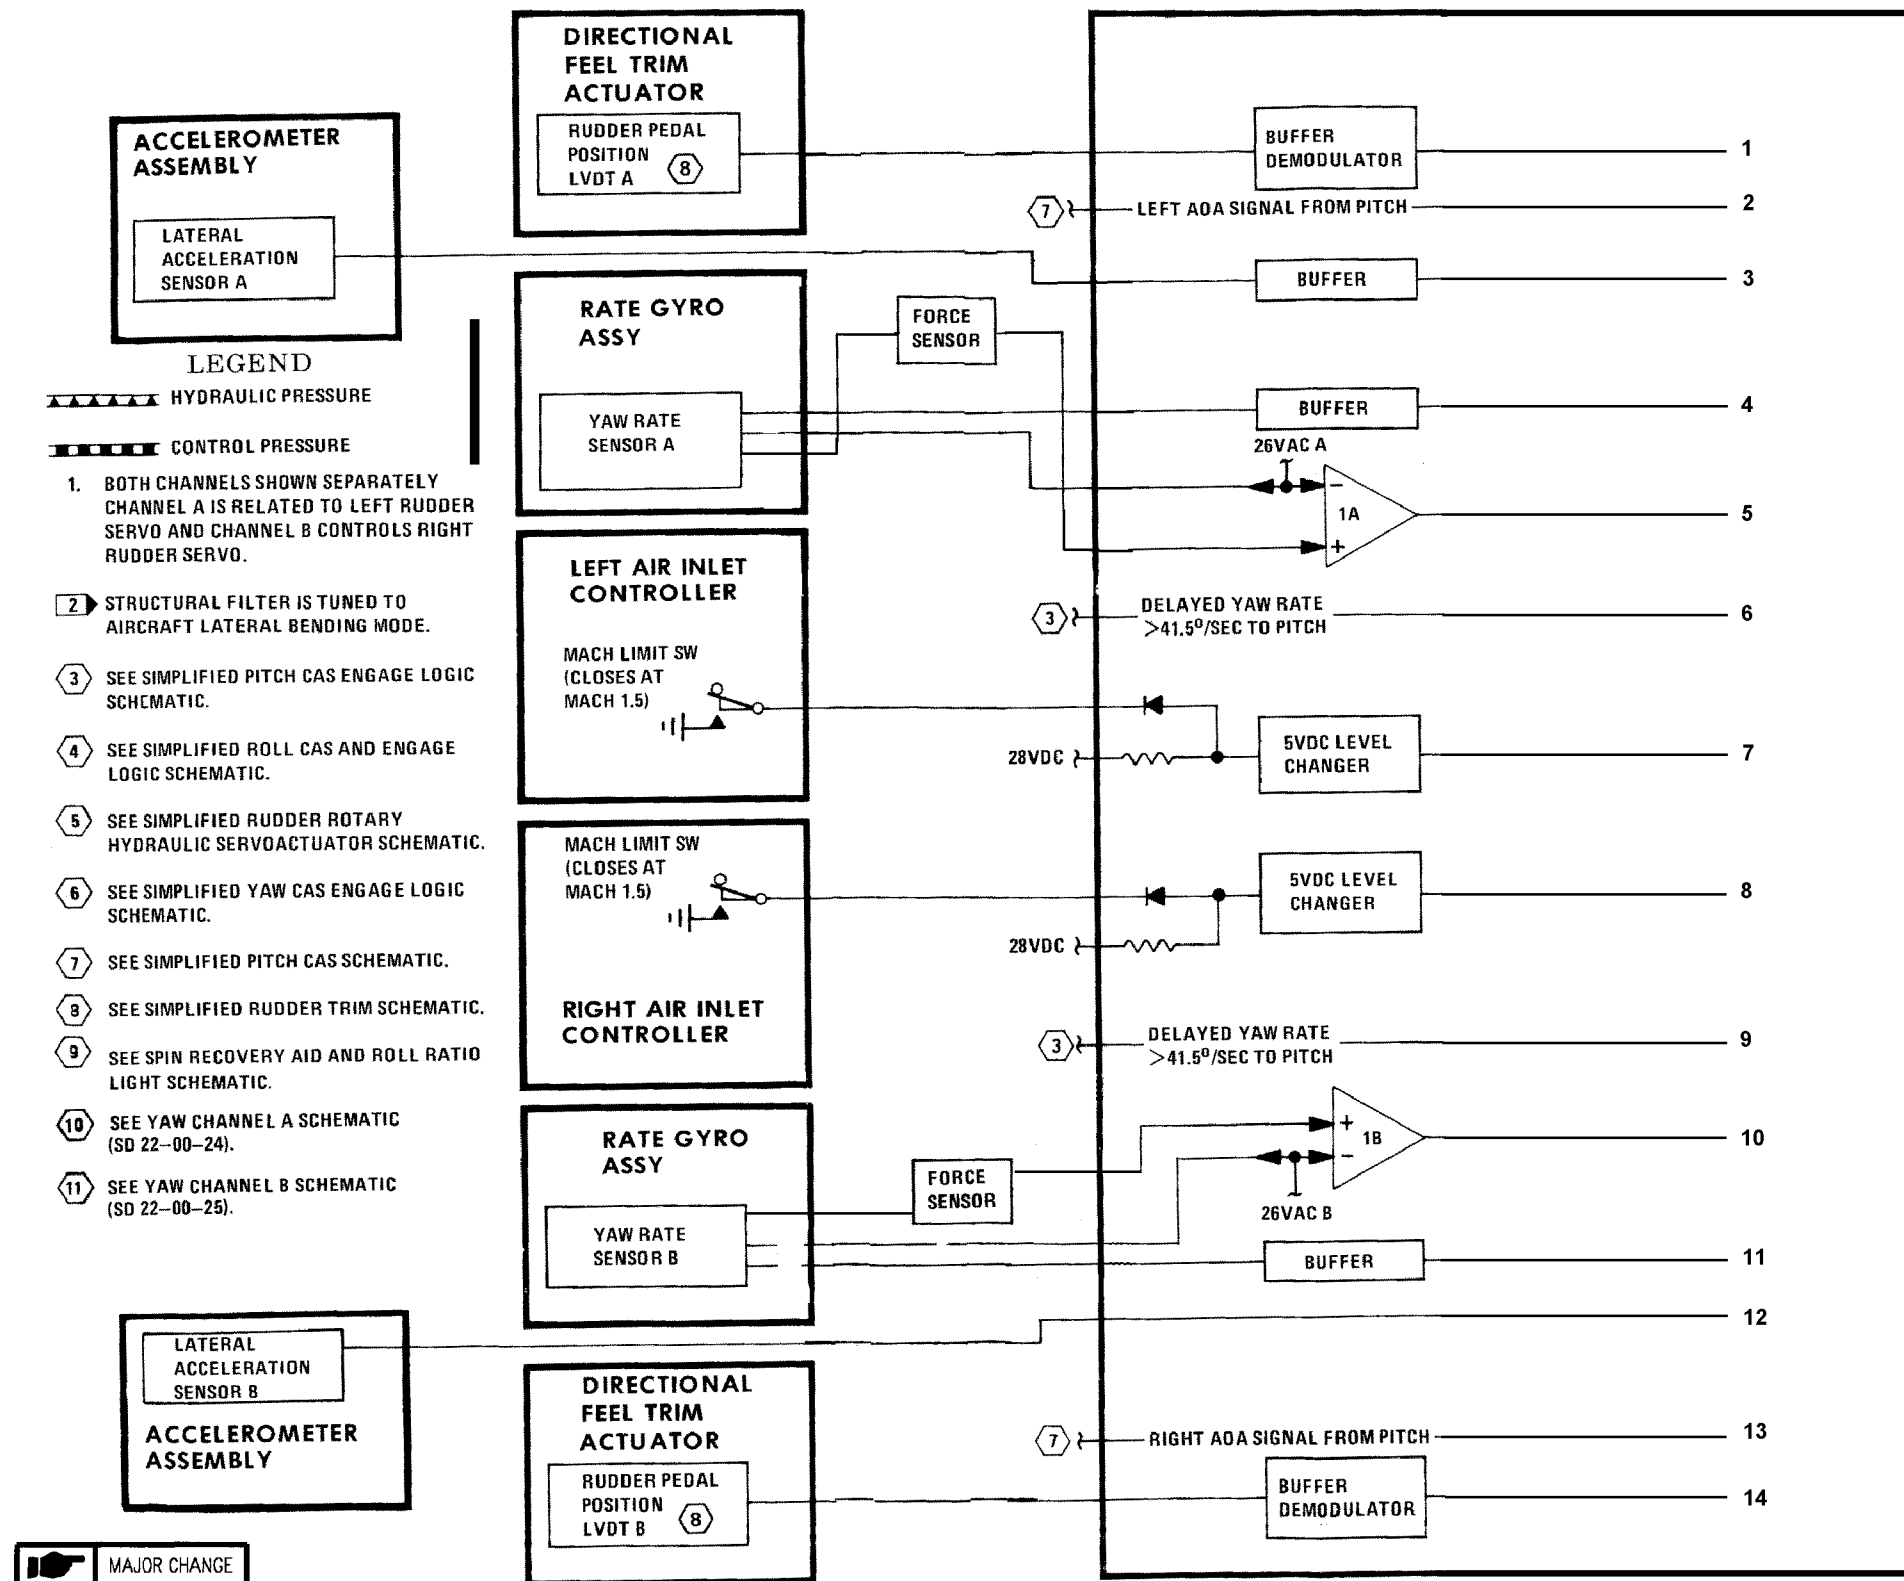 DIRECTIONAL
FEEL TRIM
ACTUATOR
RUDDER PEDAL
POSITION
LVDT A
8
ACCELEROMETER
ASSEMBLY
LATERAL
ACCELERATION
SENSOR A
BUFFER
DEMODULATOR
1
7
LEFT AOA SIGNAL FROM PITCH
2
BUFFER
3
RATE GYRO
ASSY
YAW RATE
SENSOR A
FORCE
SENSOR
BUFFER
4
26VAC A
−
1A
+
5
LEGEND
HYDRAULIC PRESSURE
CONTROL PRESSURE
1. BOTH CHANNELS SHOWN SEPARATELY
CHANNEL A IS RELATED TO LEFT RUDDER
SERVO AND CHANNEL B CONTROLS RIGHT
RUDDER SERVO.
2 STRUCTURAL FILTER IS TUNED TO
AIRCRAFT LATERAL BENDING MODE.
3 SEE SIMPLIFIED PITCH CAS ENGAGE LOGIC
SCHEMATIC.
4 SEE SIMPLIFIED ROLL CAS AND ENGAGE
LOGIC SCHEMATIC.
5 SEE SIMPLIFIED RUDDER ROTARY
HYDRAULIC SERVOACTUATOR SCHEMATIC.
6 SEE SIMPLIFIED YAW CAS ENGAGE LOGIC
SCHEMATIC.
7 SEE SIMPLIFIED PITCH CAS SCHEMATIC.
8 SEE SIMPLIFIED RUDDER TRIM SCHEMATIC.
9 SEE SPIN RECOVERY AID AND ROLL RATIO
LIGHT SCHEMATIC.
10 SEE YAW CHANNEL A SCHEMATIC
(SD 22–00–24).
11 SEE YAW CHANNEL B SCHEMATIC
(SD 22–00–25).
LEFT AIR INLET
CONTROLLER
MACH LIMIT SW
(CLOSES AT
MACH 1.5)
3
DELAYED YAW RATE
>41.5°/SEC TO PITCH
6
28VDC
5VDC LEVEL
CHANGER
7
MACH LIMIT SW
(CLOSES AT
MACH 1.5)
RIGHT AIR INLET
CONTROLLER
5VDC LEVEL
CHANGER
8
28VDC
3
DELAYED YAW RATE
>41.5°/SEC TO PITCH
9
RATE GYRO
ASSY
YAW RATE
SENSOR B
FORCE
SENSOR
+
1B
−
10
26VAC B
BUFFER
11
12
LATERAL
ACCELERATION
SENSOR B
ACCELEROMETER
ASSEMBLY
DIRECTIONAL
FEEL TRIM
ACTUATOR
RUDDER PEDAL
POSITION
LVDT B
8
7
RIGHT AOA SIGNAL FROM PITCH
13
BUFFER
DEMODULATOR
14
MAJOR CHANGE